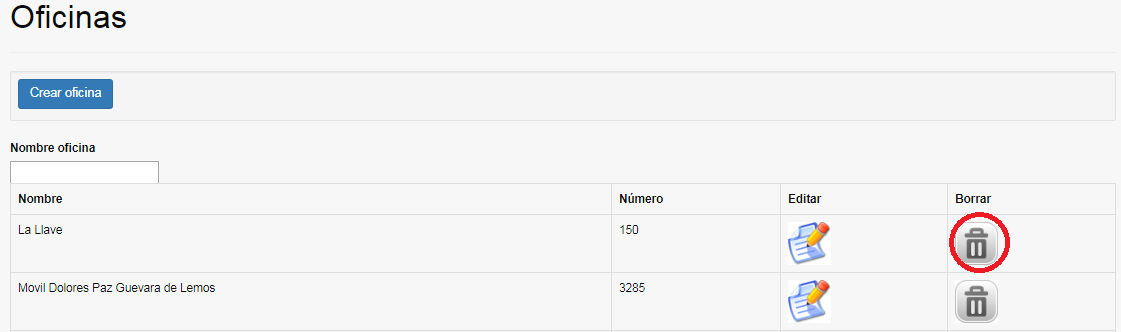 Oficinas
Crear oficina
Nombre oficina
Nombre Número Editar Borrar
La Llave 150
Movil Dolores Paz Guevara de Lemos 3285